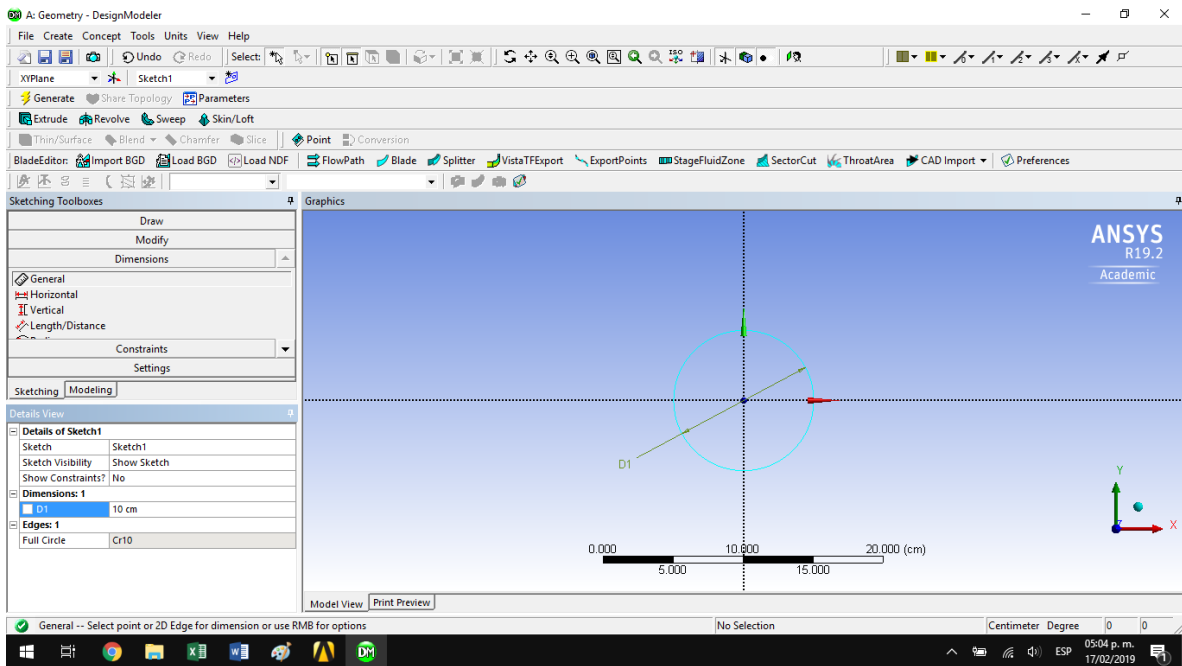 A: Geometry - DesignModeler
File Create Concept Tools Units View Help
Undo Redo Select:
XYPlane Sketch1
Generate Share Topology Parameters
Extrude Revolve Sweep Skin/Loft
Thin/Surface Blend Chamfer Slice Point Conversion
BladeEditor: Import BGD Load BGD Load NDF FlowPath Blade Splitter VistaTFExport ExportPoints StageFluidZone SectorCut ThroatArea CAD Import Preferences
Sketching Toolboxes
Draw
Modify
Dimensions
General
Horizontal
Vertical
Length/Distance
Constraints
Settings
Sketching Modeling
Details View
Details of Sketch1
Sketch Sketch1
Sketch Visibility Show Sketch
Show Constraints? No
Dimensions: 1
D1 10 cm
Edges: 1
Full Circle Cr10
Graphics
ANSYS
R19.2
Academic
D1
Y
X
0.000 10.000 20.000 (cm)
5.000 15.000
Model View Print Preview
General -- Select point or 2D Edge for dimension or use RMB for options No Selection Centimeter Degree 0 0
ESP 05:04 p. m.
17/02/2019